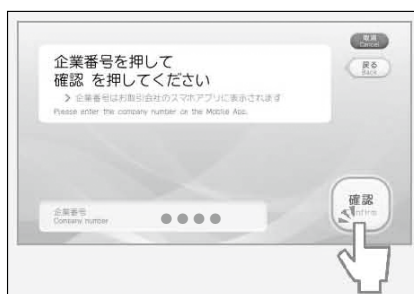 取消
Cancel
企業番号を押して
確認 を押してください
戻る
Back
> 企業番号はお取引会社のスマホアプリに表示されます
Please enter the company number on the Mobile App.
企業番号
Company number
確認
Confirm